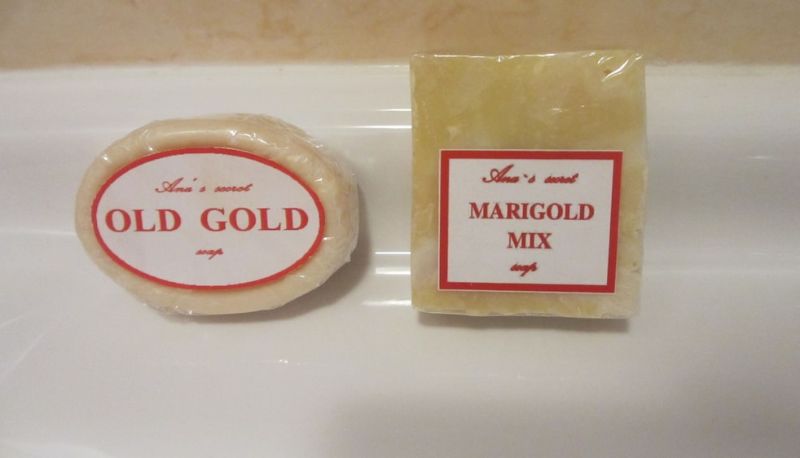 Ana's secret
OLD GOLD
soap
Ana`s secret
MARIGOLD
MIX
soap